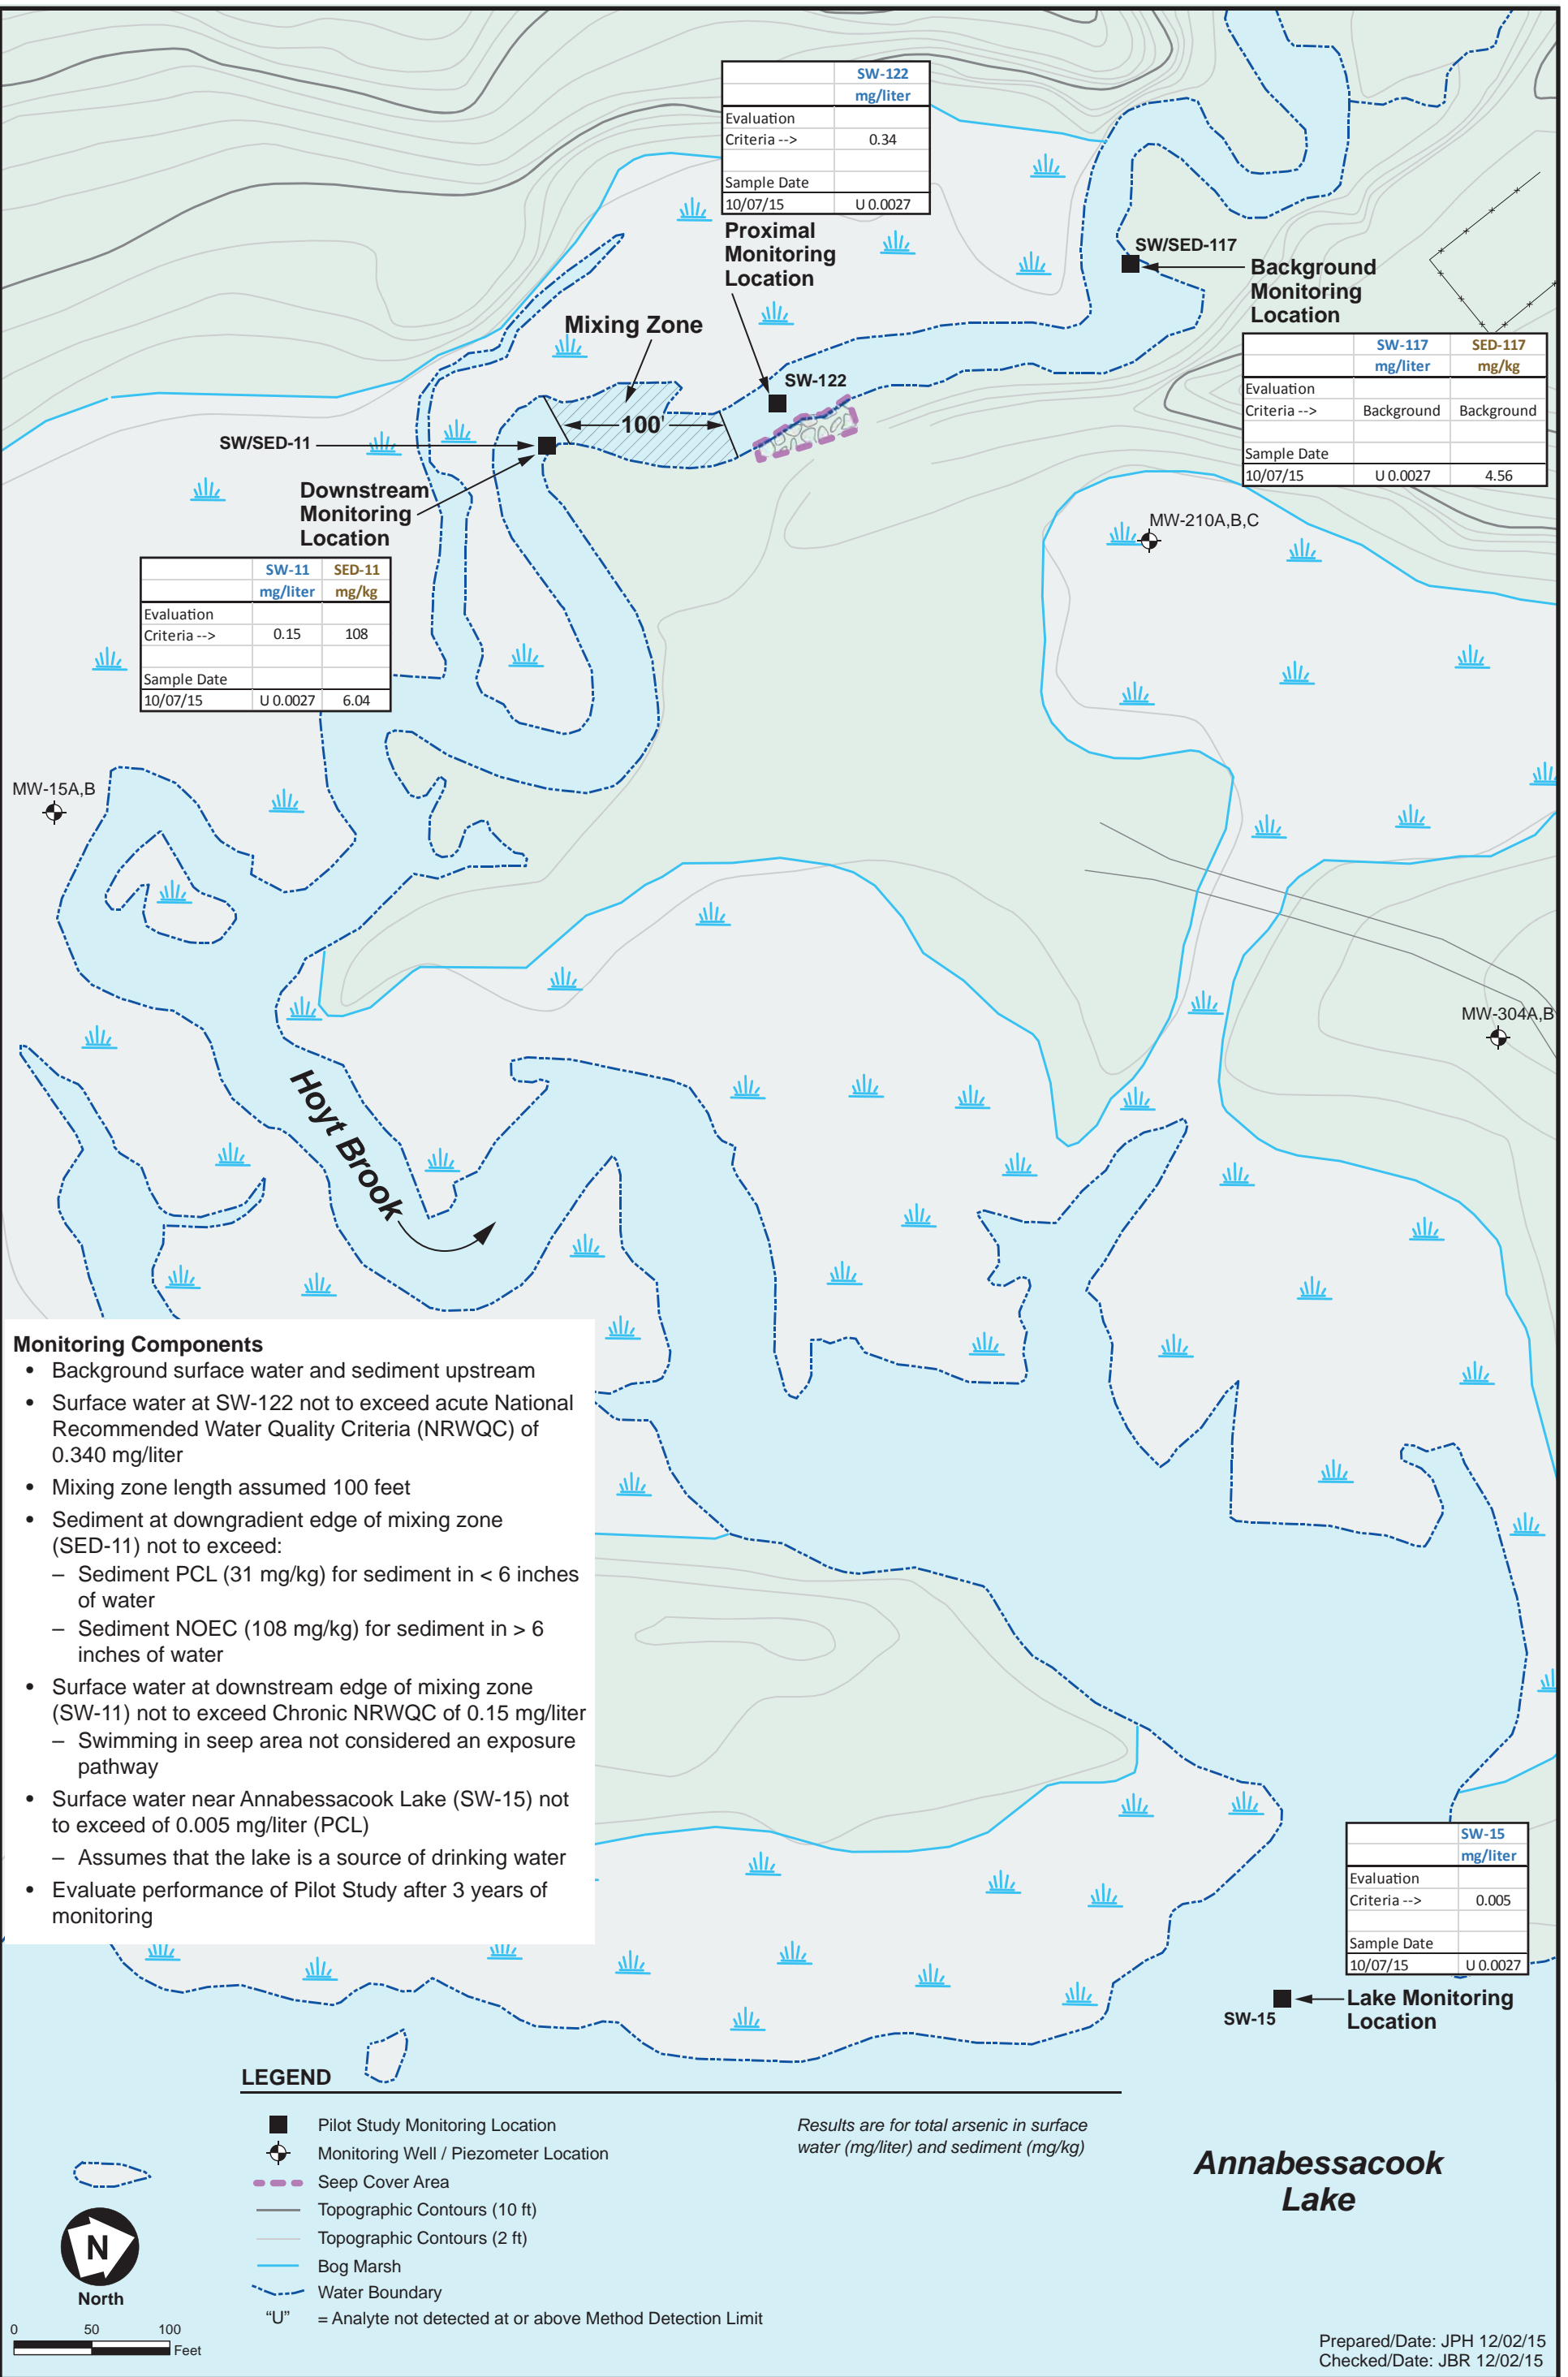 SW-122
mg/liter
Evaluation
Criteria --> 0.34
Sample Date
10/07/15 U 0.0027
Proximal
Monitoring
Location
SW-122
Mixing Zone
100'
SW/SED-117
Background
Monitoring
Location
SW-117 SED-117
mg/liter mg/kg
Evaluation
Criteria --> Background Background
Sample Date
10/07/15 U 0.0027 4.56
SW/SED-11
Downstream
Monitoring
Location
SW-11 SED-11
mg/liter mg/kg
Evaluation
Criteria --> 0.15 108
Sample Date
10/07/15 U 0.0027 6.04
MW-210A,B,C
MW-15A,B
MW-304A,B
Hoyt Brook
Monitoring Components
• Background surface water and sediment upstream
• Surface water at SW-122 not to exceed acute National
Recommended Water Quality Criteria (NRWQC) of
0.340 mg/liter
• Mixing zone length assumed 100 feet
• Sediment at downgradient edge of mixing zone
(SED-11) not to exceed:
– Sediment PCL (31 mg/kg) for sediment in < 6 inches
of water
– Sediment NOEC (108 mg/kg) for sediment in > 6
inches of water
• Surface water at downstream edge of mixing zone
(SW-11) not to exceed Chronic NRWQC of 0.15 mg/liter
– Swimming in seep area not considered an exposure
pathway
• Surface water near Annabessacook Lake (SW-15) not
to exceed of 0.005 mg/liter (PCL)
– Assumes that the lake is a source of drinking water
• Evaluate performance of Pilot Study after 3 years of
monitoring
SW-15
mg/liter
Evaluation
Criteria --> 0.005
Sample Date
10/07/15 U 0.0027
Lake Monitoring
Location
SW-15
LEGEND
Pilot Study Monitoring Location
Monitoring Well / Piezometer Location
Seep Cover Area
Topographic Contours (10 ft)
Topographic Contours (2 ft)
Bog Marsh
Water Boundary
“U” = Analyte not detected at or above Method Detection Limit
Results are for total arsenic in surface
water (mg/liter) and sediment (mg/kg)
Annabessacook
Lake
N
North
0 50 100
Feet
Prepared/Date: JPH 12/02/15
Checked/Date: JBR 12/02/15